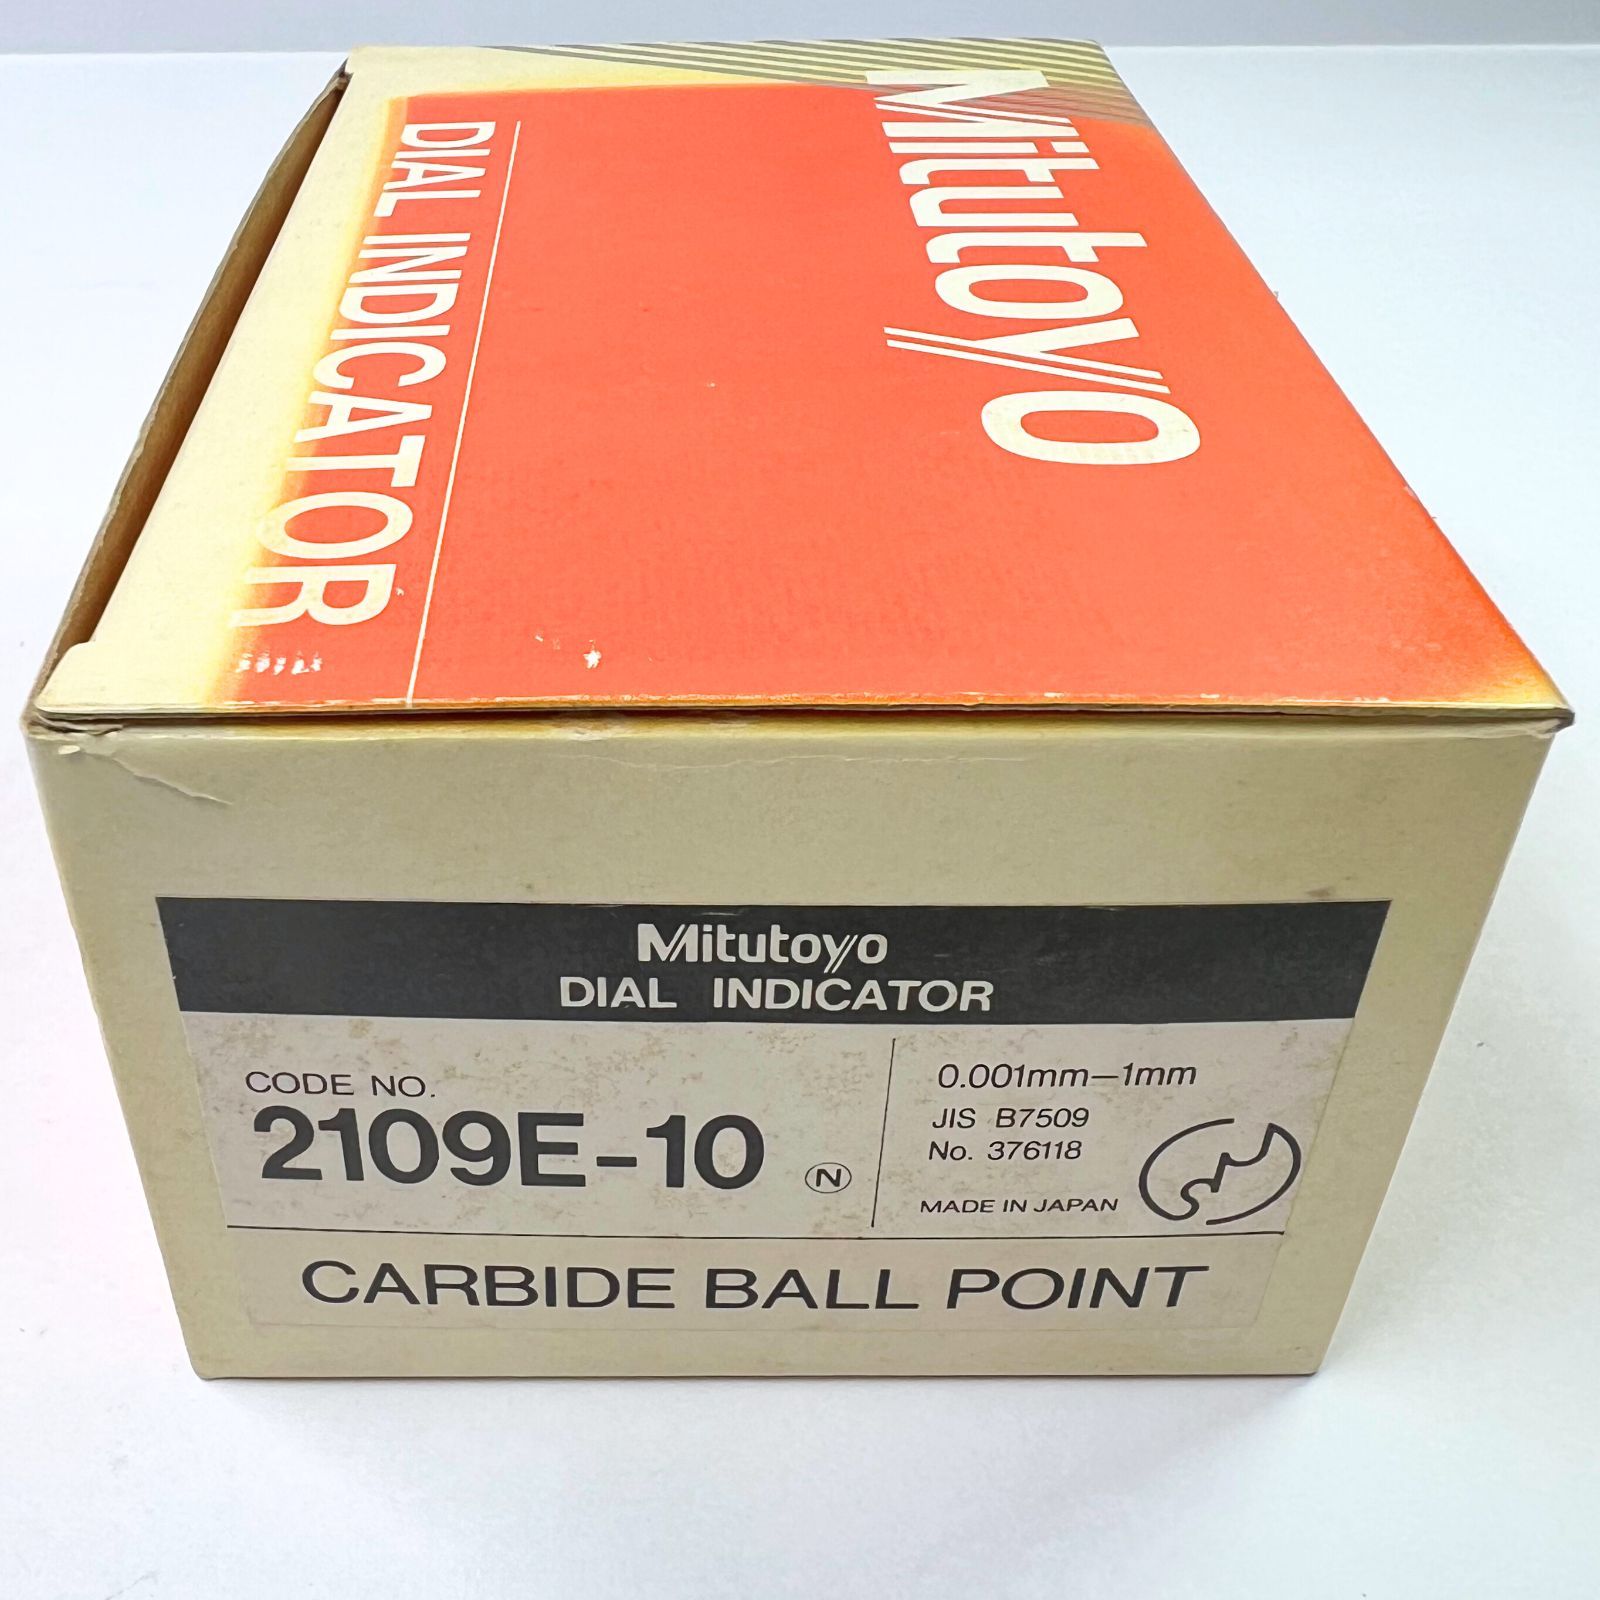 Mitutoyo
DIAL INDICATOR
Mitutoyo
DIAL INDICATOR
CODE NO.
2109E-10 Ⓝ
0.001mm-1mm
JIS B7509
No. 376118
MADE IN JAPAN
CARBIDE BALL POINT